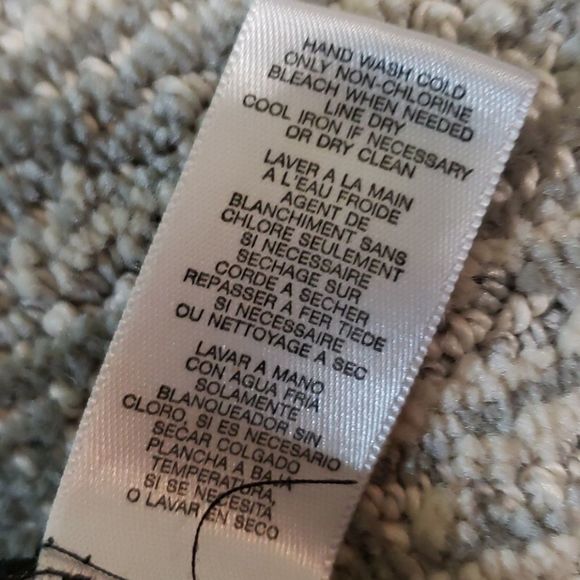 HAND WASH COLD
ONLY NON-CHLORINE
BLEACH WHEN NEEDED
LINE DRY
COOL IRON IF NECESSARY
OR DRY CLEAN
LAVER A LA MAIN
A L'EAU FROIDE
AGENT DE
BLANCHIMENT SANS
CHLORE SEULEMENT
SI NECESSAIRE
SECHAGE SUR
CORDE A SECHER
REPASSER A FER TIEDE
SI NECESSAIRE
OU NETTOYAGE A SEC
LAVAR A MANO
CON AGUA FRIA
SOLAMENTE
BLANQUEADOR SIN
CLORO, SI ES NECESARIO
SECAR COLGADO
PLANCHA A BAJA
TEMPERATURA,
SI SE NECESITA
O LAVAR EN SECO